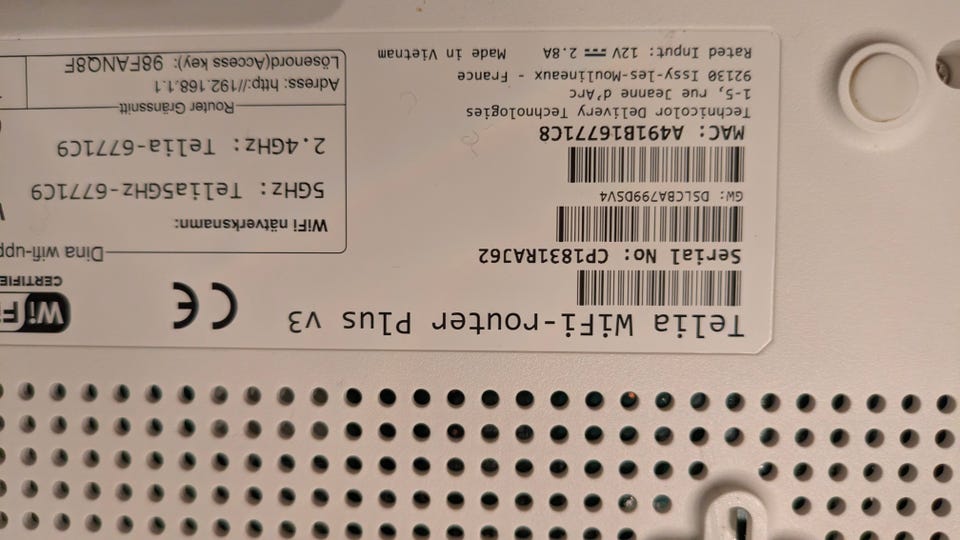 Telia WiFi-router Plus v3
Serial No: CP1831RAJ62
GW: DSLCBA799DSV4
MAC: A491B16771C8
Technicolor Delivery Technologies
1-5, rue Jeanne d'Arc
92130 Issy-les-Moulineaux - France
Rated Input: 12V ⎓ 2.8A Made in Vietnam
CE
WiFi
CERTIFIE
Dina wifi-upp
WiFi nätverksnamn:
5GHz: Telia5GHz-6771C9
2.4GHz: Telia-6771C9
Router Gränssnitt
Adress: http://192.168.1.1
Lösenord(Access key): 98FANQ8F